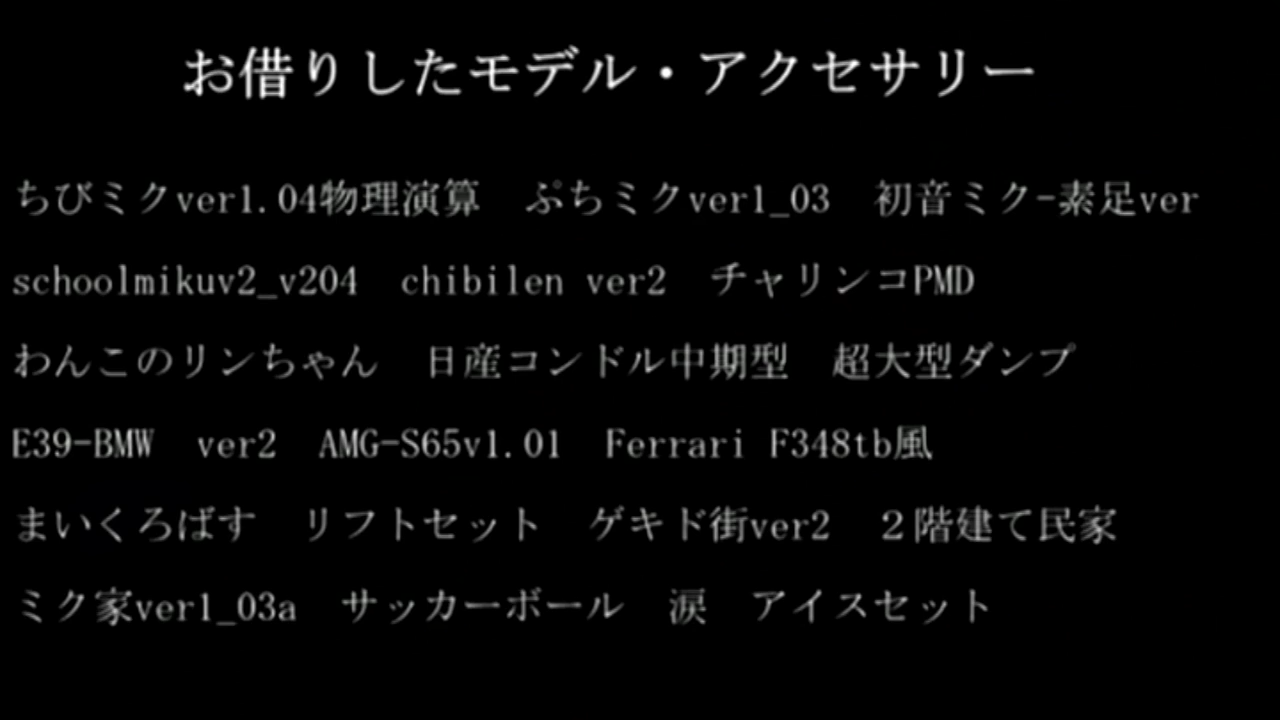 お借りしたモデル・アクセサリー
ちびミクver1.04物理演算　ぷちミクver1_03　初音ミク-素足ver
schoolmikuv2_v204　chibilen ver2　チャリンコPMD
わんこのリンちゃん　日産コンドル中期型　超大型ダンプ
E39-BMW　ver2　AMG-S65v1.01　Ferrari F348tb風
まいくろばす　リフトセット　ゲキド街ver2　２階建て民家
ミク家ver1_03a　サッカーボール　涙　アイスセット